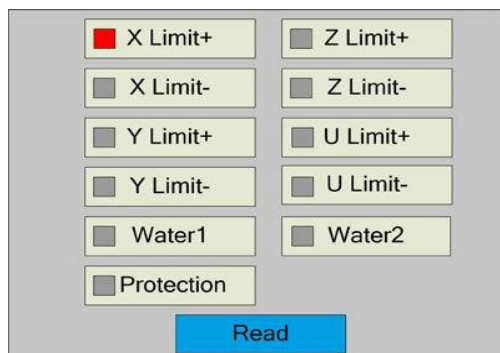 X Limit+ Z Limit+
X Limit- Z Limit-
Y Limit+ U Limit+
Y Limit- U Limit-
Water1 Water2
Protection
Read